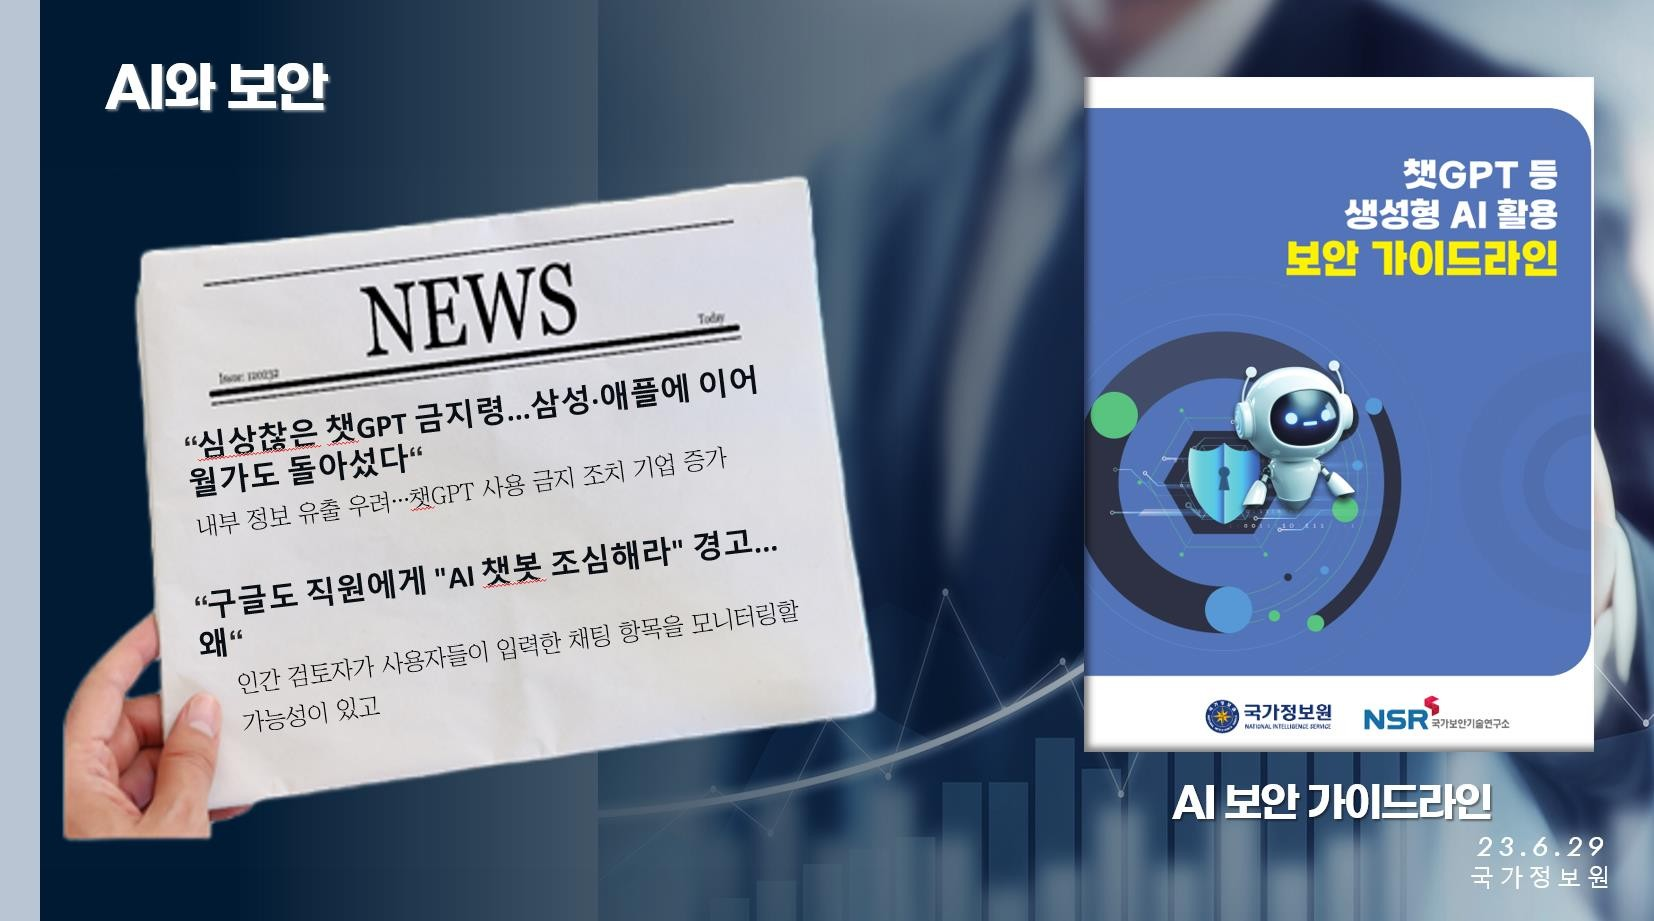 AI와 보안
NEWS
Issue: 120232
Today
“심상찮은 챗GPT 금지령...삼성·애플에 이어
월가도 돌아섰다“
내부 정보 유출 우려…챗GPT 사용 금지 조치 기업 증가
“구글도 직원에게 "AI 챗봇 조심해라" 경고...
왜“
인간 검토자가 사용자들이 입력한 채팅 항목을 모니터링할
가능성이 있고
챗GPT 등
생성형 AI 활용
보안 가이드라인
국가정보원
NATIONAL INTELLIGENCE SERVICE
NSR 국가보안기술연구소
AI 보안 가이드라인
23.6.29
국가정보원